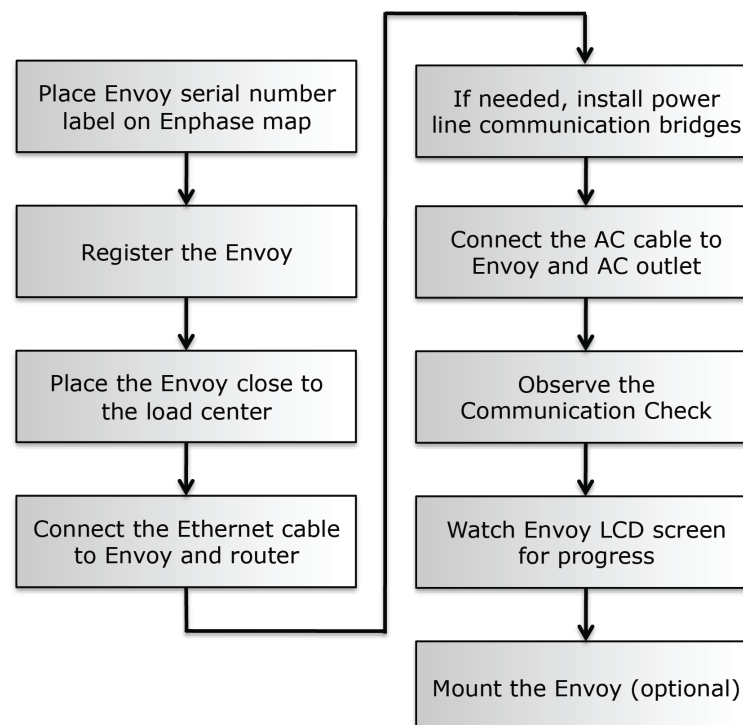 Place Envoy serial number
label on Enphase map
Register the Envoy
Place the Envoy close to
the load center
Connect the Ethernet cable
to Envoy and router
If needed, install power
line communication bridges
Connect the AC cable to
Envoy and AC outlet
Observe the
Communication Check
Watch Envoy LCD screen
for progress
Mount the Envoy (optional)